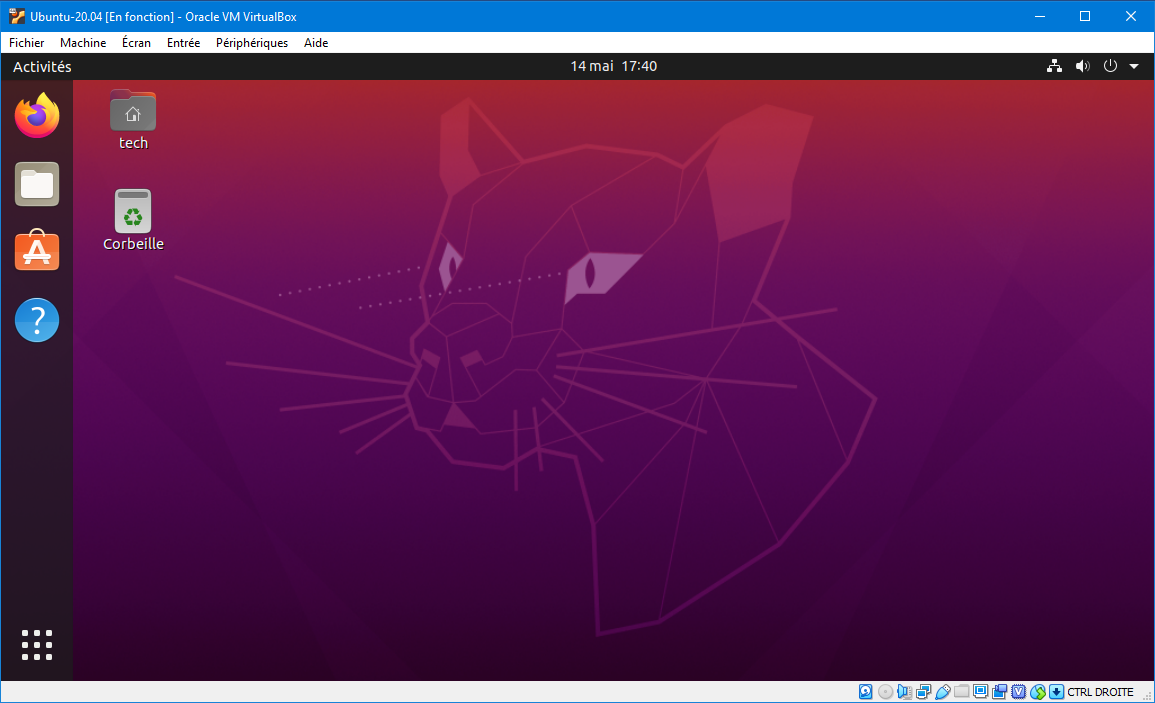 Ubuntu-20.04 [En fonction] - Oracle VM VirtualBox
Fichier Machine Écran Entrée Périphériques Aide
Activités 14 mai 17:40
tech
Corbeille
CTRL DROITE